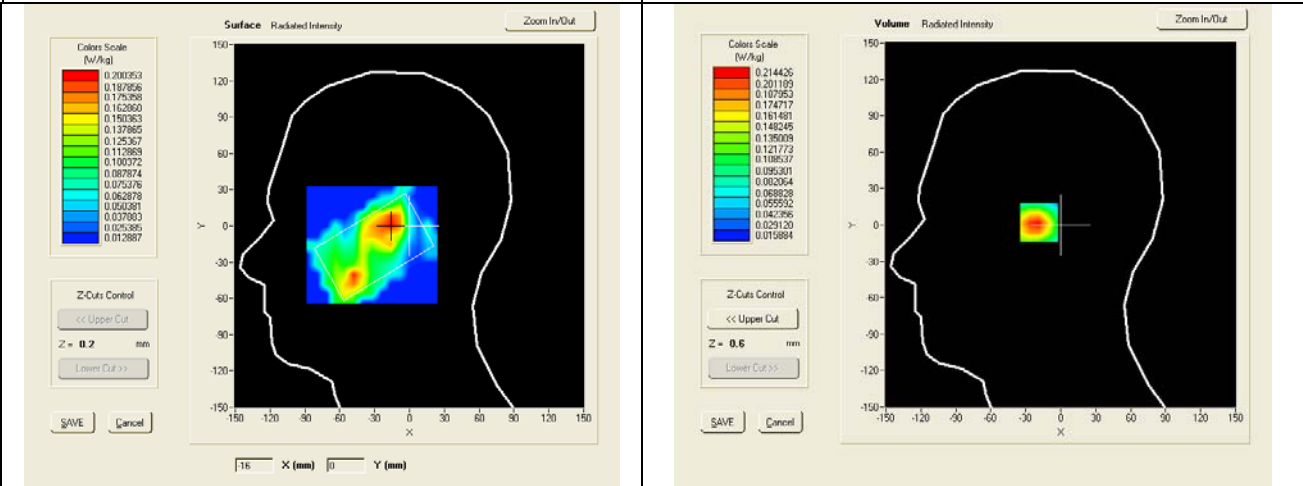 Surface Radiated Intensity
Zoom In/Out
Colors Scale
(W/kg)
0.200353
0.187856
0.175358
0.162860
0.150363
0.137865
0.125367
0.112869
0.100372
0.087874
0.075376
0.062878
0.050381
0.037883
0.025385
0.012887
Z-Cuts Control
<< Upper Cut
Z = 0.2 mm
Lower Cut >>
SAVE Cancel
150
120
90
60
30
0
-30
-60
-90
-120
-150
Y
-150 -120 -90 -60 -30 0 30 60 90 120 150
X
-16 X (mm) 0 Y (mm)
Volume Radiated Intensity
Zoom In/Out
Colors Scale
(W/kg)
0.214426
0.201189
0.187953
0.174717
0.161481
0.148245
0.135009
0.121773
0.108537
0.095301
0.082064
0.068828
0.055592
0.042356
0.029120
0.015884
Z-Cuts Control
<< Upper Cut
Z = 0.6 mm
Lower Cut >>
SAVE Cancel
150
120
90
60
30
0
-30
-60
-90
-120
-150
Y
-150 -120 -90 -60 -30 0 30 60 90 120 150
X